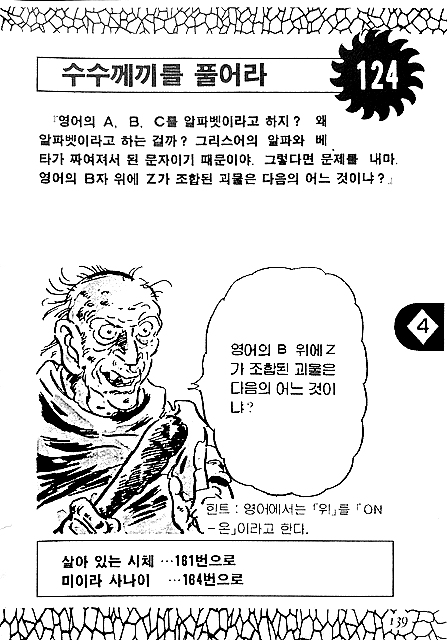 수수께끼를 풀어라
124
『영어의 A, B, C를 알파벳이라고 하지? 왜
알파벳이라고 하는 걸까? 그리스어의 알파와 베
타가 짜여져서 된 문자이기 때문이야. 그렇다면 문제를 내마.
영어의 B자 위에 Z가 조합된 괴물은 다음의 어느 것이냐?』
4
영어의 B 위에 Z
가 조합된 괴물은
다음의 어느 것이
냐?
힌트 : 영어에서는 「위」를 「ON
-온」이라고 한다.
살아 있는 시체 …161번으로
미이라 사나이 …164번으로
139